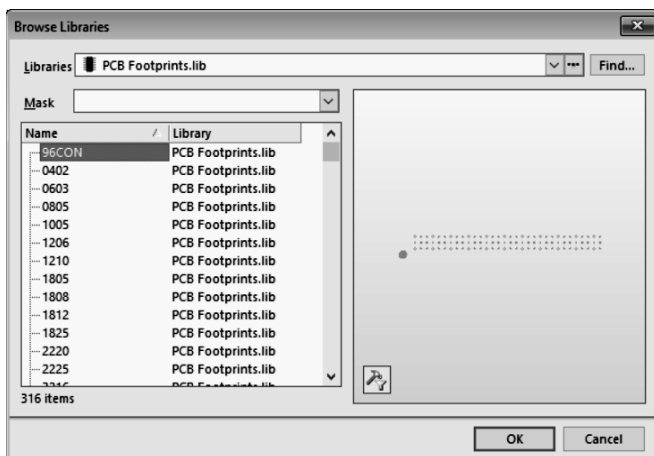 Browse Libraries
Libraries PCB Footprints.lib Find...
Mask
Name Library
96CON PCB Footprints.lib
0402 PCB Footprints.lib
0603 PCB Footprints.lib
0805 PCB Footprints.lib
1005 PCB Footprints.lib
1206 PCB Footprints.lib
1210 PCB Footprints.lib
1805 PCB Footprints.lib
1808 PCB Footprints.lib
1812 PCB Footprints.lib
1825 PCB Footprints.lib
2220 PCB Footprints.lib
2225 PCB Footprints.lib
PCB Footprints.lib
316 items
OK Cancel